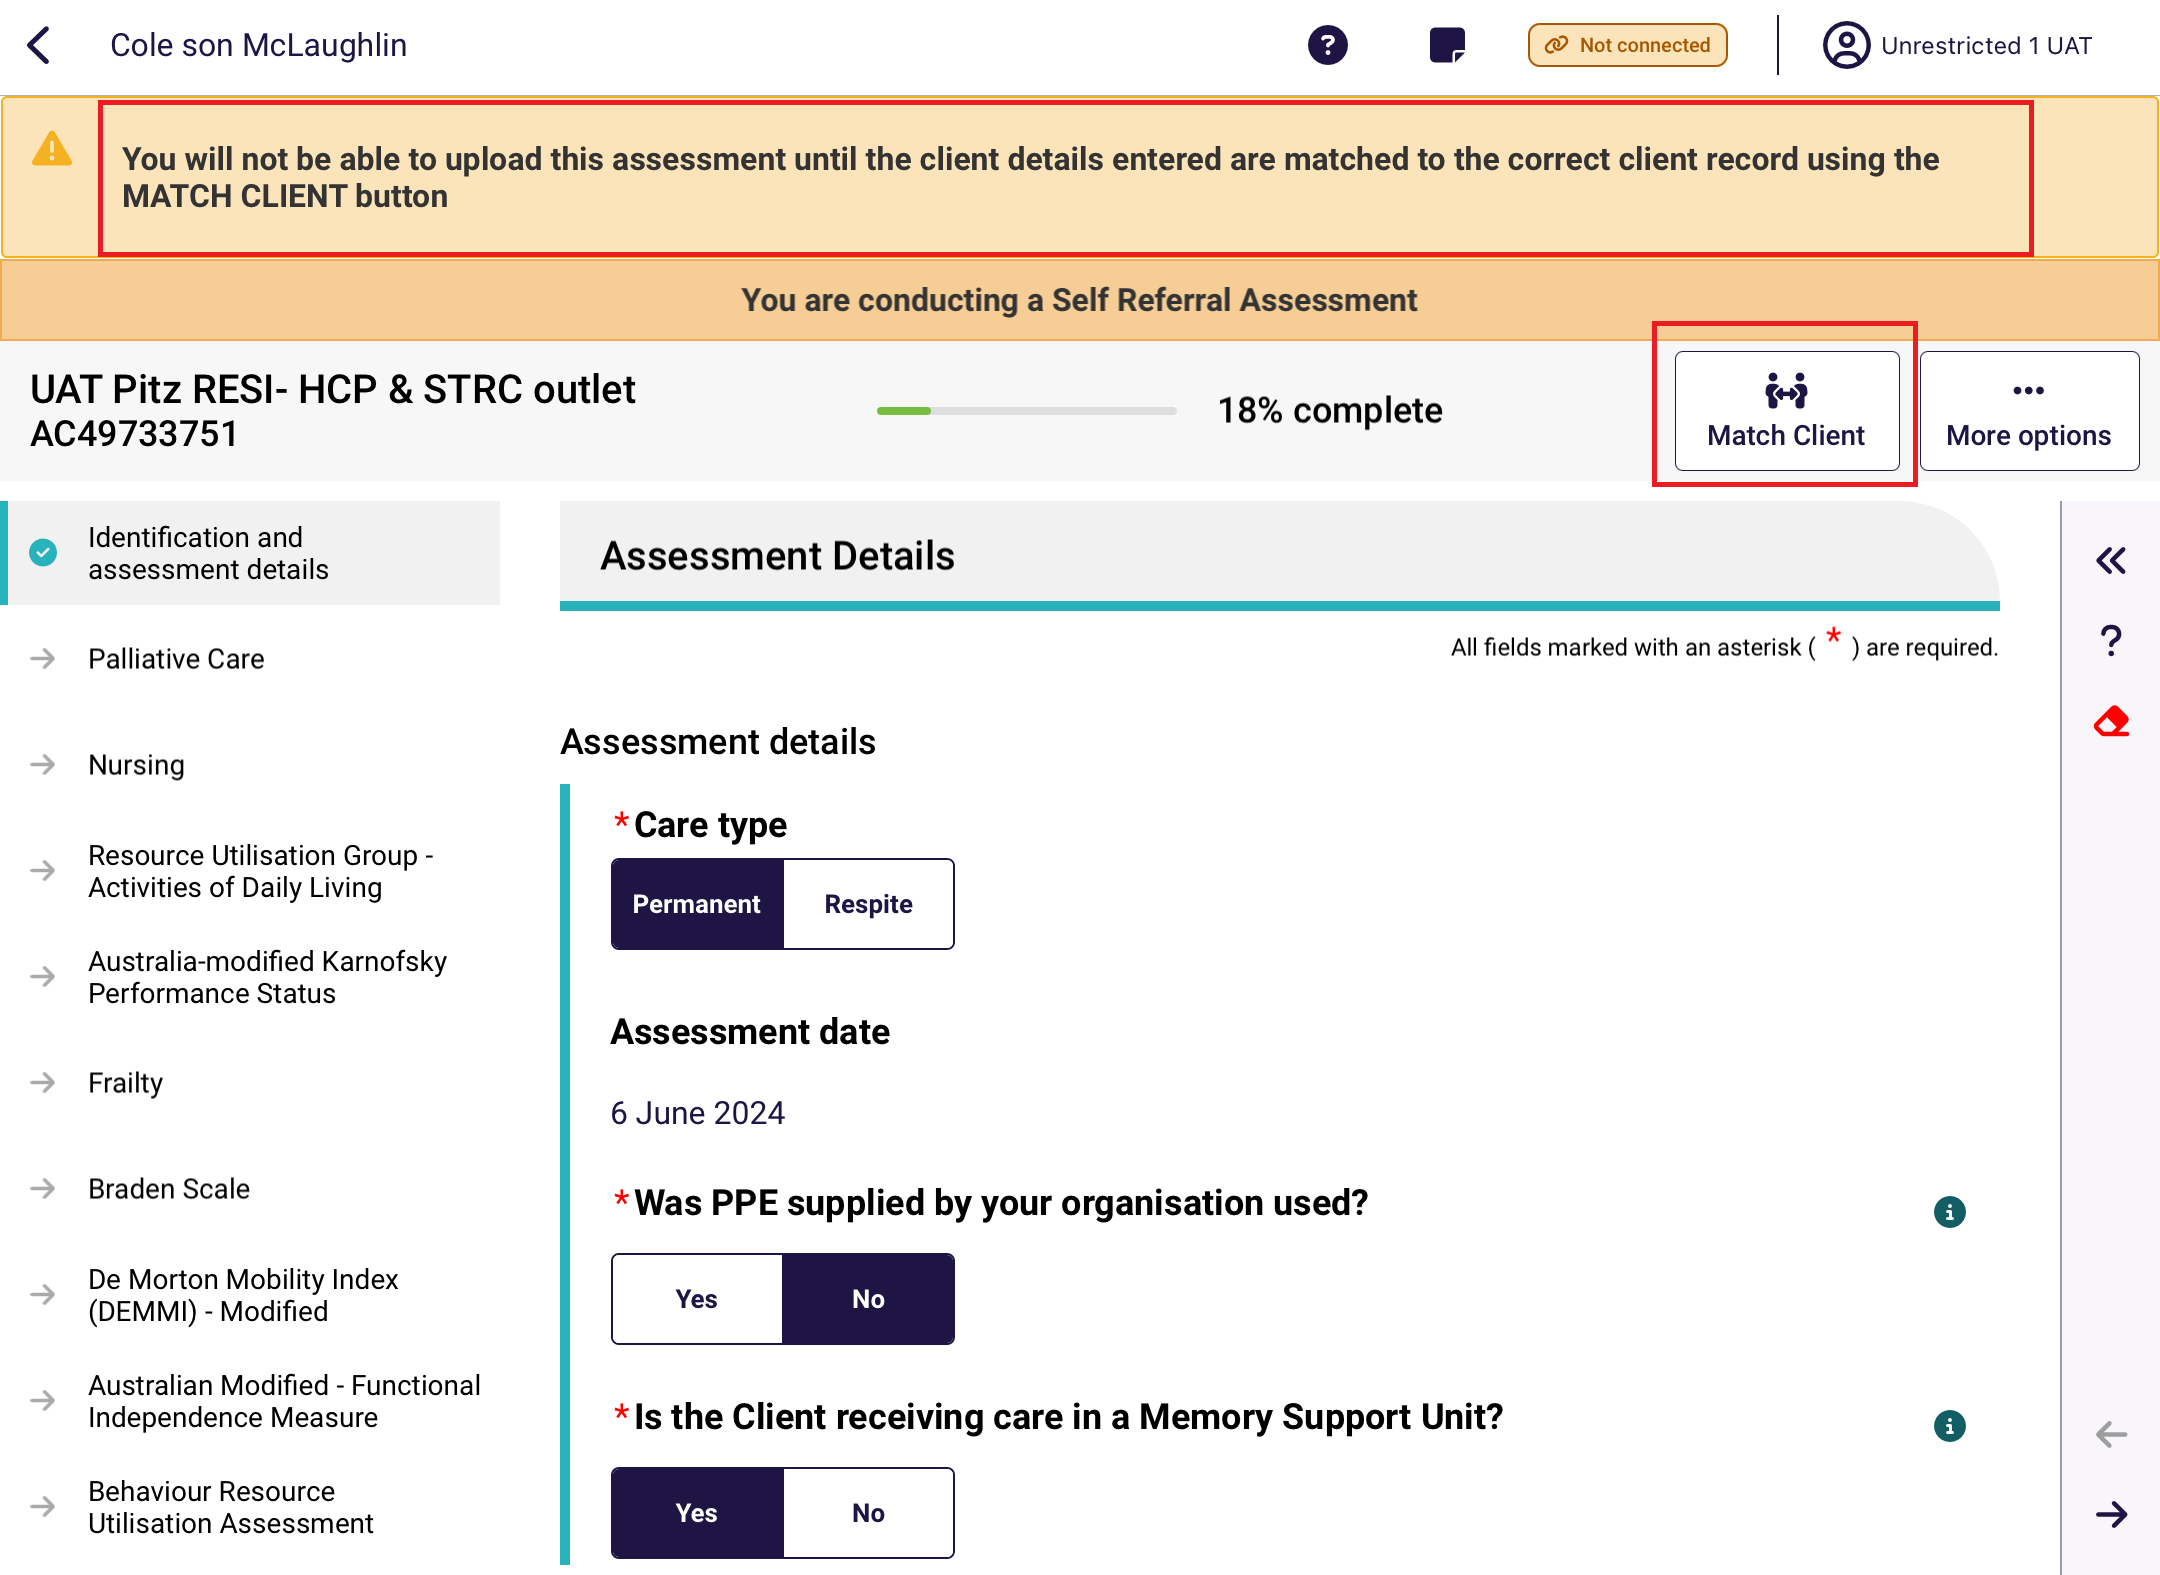 Cole son McLaughlin
?
Not connected
Unrestricted 1 UAT
You will not be able to upload this assessment until the client details entered are matched to the correct client record using the
MATCH CLIENT button
You are conducting a Self Referral Assessment
UAT Pitz RESI- HCP & STRC outlet
AC49733751
18% complete
Match Client
More options
Identification and
assessment details
Palliative Care
Nursing
Resource Utilisation Group -
Activities of Daily Living
Australia-modified Karnofsky
Performance Status
Frailty
Braden Scale
De Morton Mobility Index
(DEMMI) - Modified
Australian Modified - Functional
Independence Measure
Behaviour Resource
Utilisation Assessment
Assessment Details
All fields marked with an asterisk ( * ) are required.
Assessment details
*Care type
Permanent
Respite
Assessment date
6 June 2024
*Was PPE supplied by your organisation used?
Yes
No
*Is the Client receiving care in a Memory Support Unit?
Yes
No
?